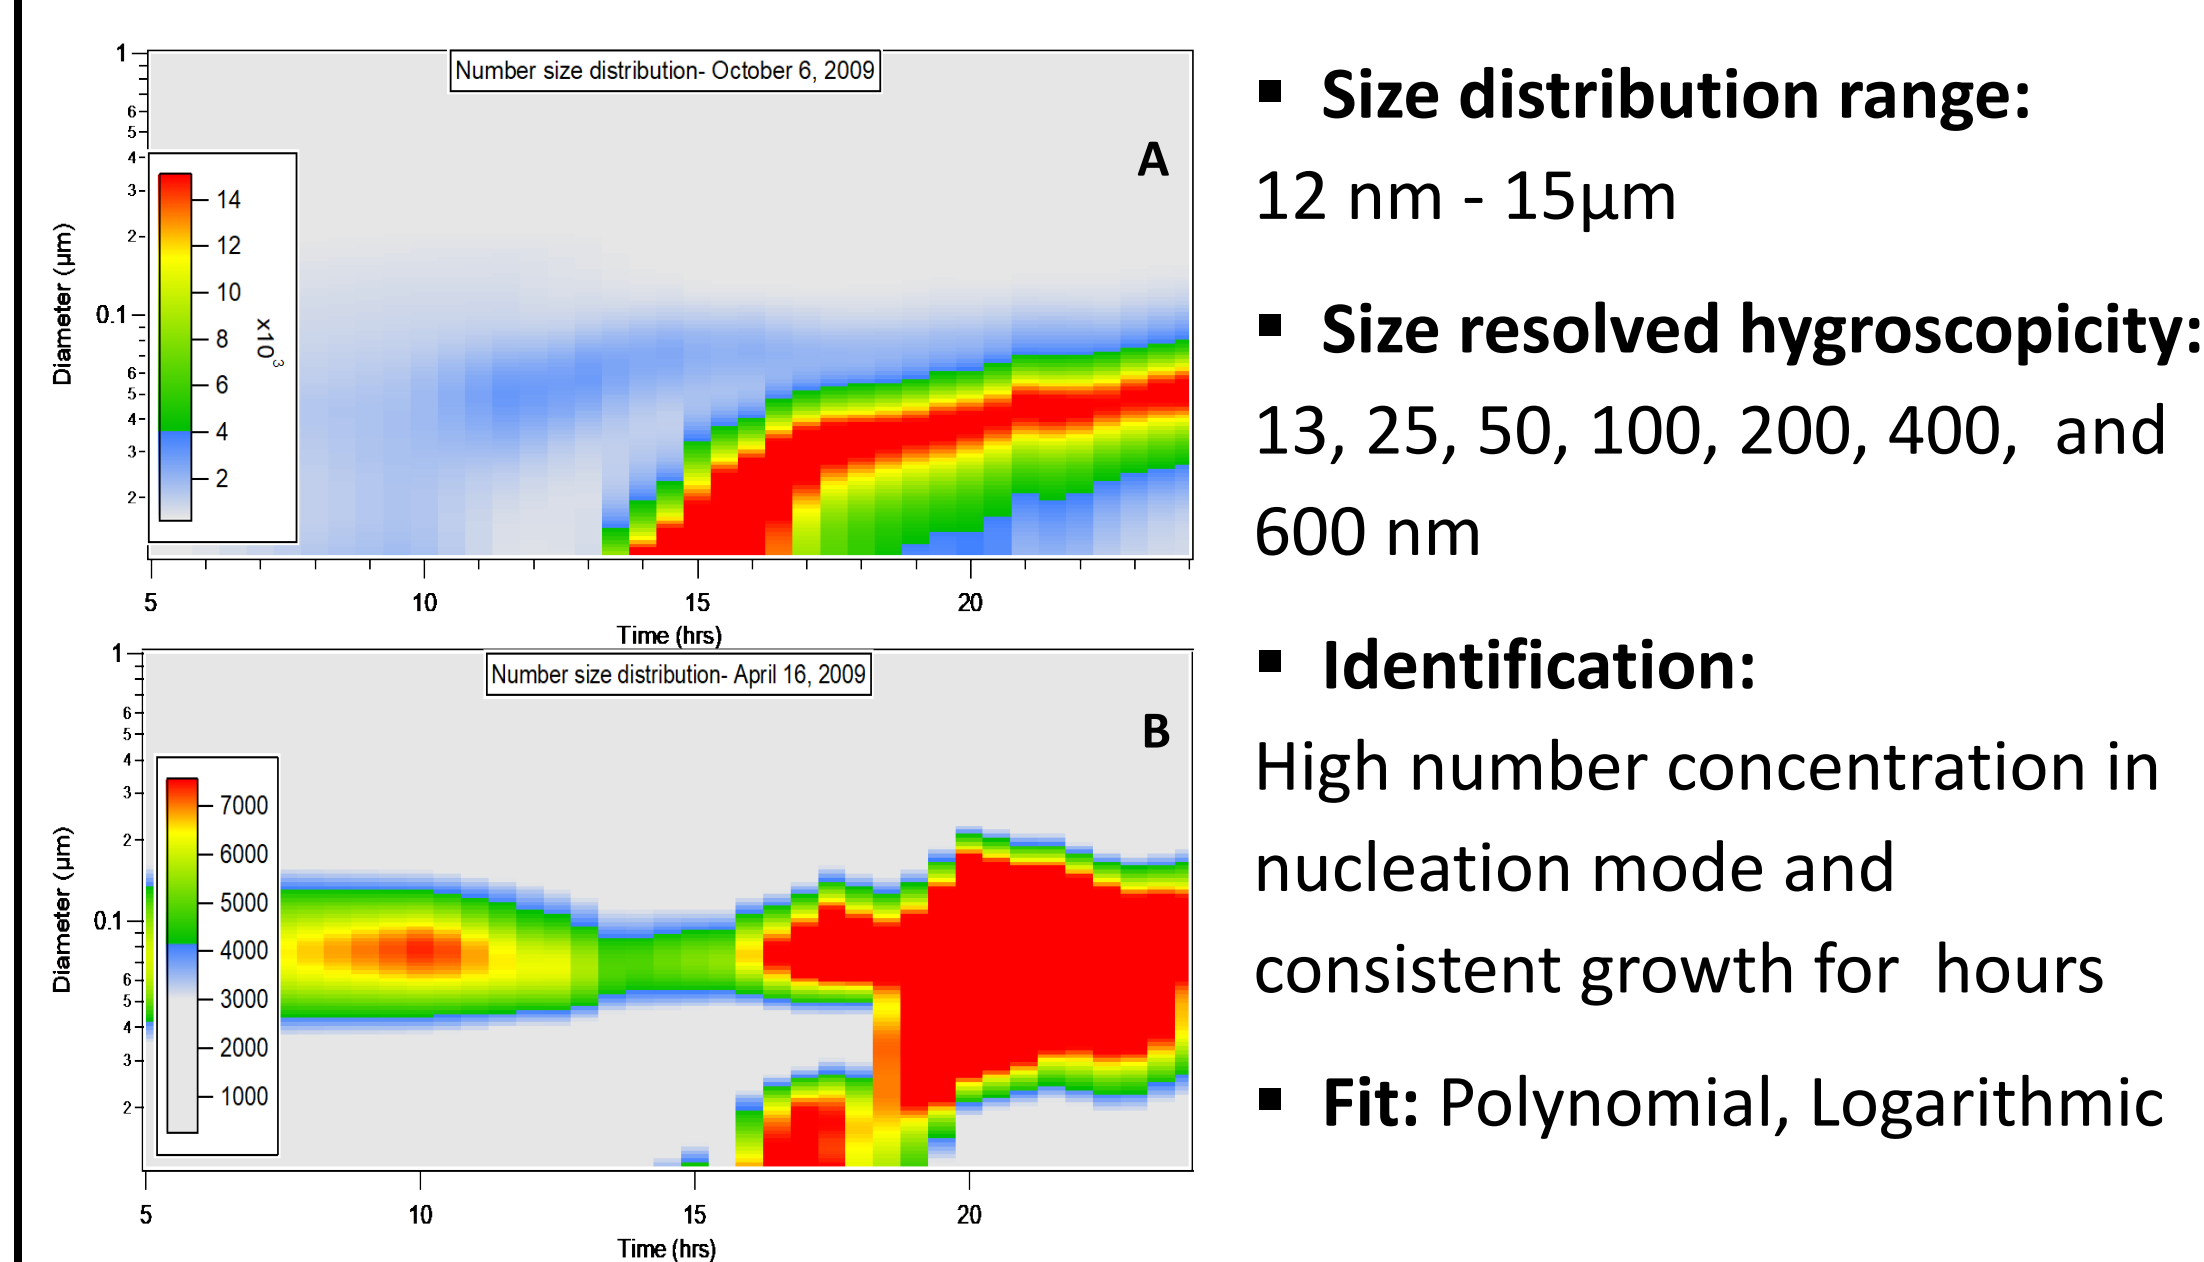 Number size distribution- October 6, 2009
A
1
6
5
4
3
2
0.1
6
5
4
3
2
Diameter (µm)
14
12
10
8
6
4
2
x10³
5 10 15 20
Time (hrs)
Number size distribution- April 16, 2009
B
1
6
5
4
3
2
0.1
6
5
4
3
2
Diameter (µm)
7000
6000
5000
4000
3000
2000
1000
5 10 15 20
Time (hrs)
▪ Size distribution range:
12 nm - 15µm
▪ Size resolved hygroscopicity:
13, 25, 50, 100, 200, 400, and
600 nm
▪ Identification:
High number concentration in
nucleation mode and
consistent growth for hours
▪ Fit: Polynomial, Logarithmic